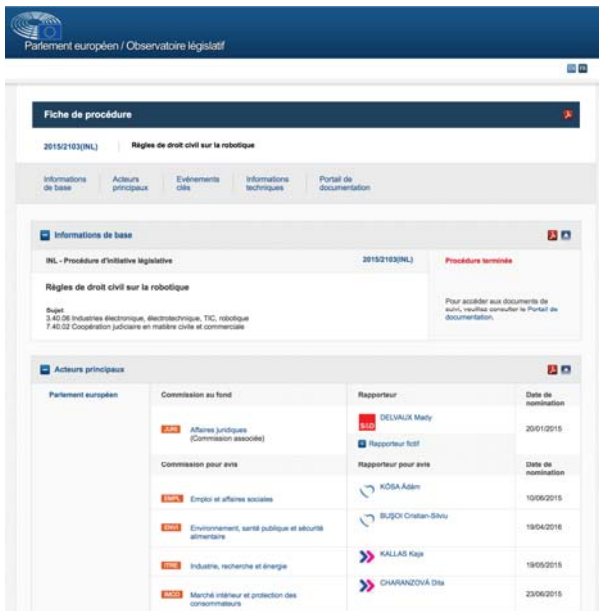 Parlement européen / Observatoire législatif
EN FR
Fiche de procédure
2015/2103(INL) Règles de droit civil sur la robotique
Informations de base
Acteurs principaux
Evénements clés
Informations techniques
Portail de documentation
Informations de base
INL - Procédure d'initiative législative 2015/2103(INL) Procédure terminée
Règles de droit civil sur la robotique
Sujet
3.40.06 Industries électronique, électrotechnique, TIC, robotique
7.40.02 Coopération judiciaire en matière civile et commerciale
Pour accéder aux documents de
suivi, veuillez consulter le Portail de
documentation.
Acteurs principaux
Parlement européen
Commission au fond Rapporteur Date de
nomination
JURI Affaires juridiques
(Commission associée)
S&D DELVAUX Mady 20/01/2015
Rapporteur fictif
Commission pour avis Rapporteur pour avis Date de
nomination
EMPL Emploi et affaires sociales KÓSA Ádám 10/06/2015
ENVI Environnement, santé publique et sécurité
alimentaire
BUŞOI Cristian-Silviu 19/04/2016
ITRE Industrie, recherche et énergie KALLAS Kaja 19/05/2015
IMCO Marché intérieur et protection des
consommateurs
CHARANZOVÁ Dita 23/06/2015